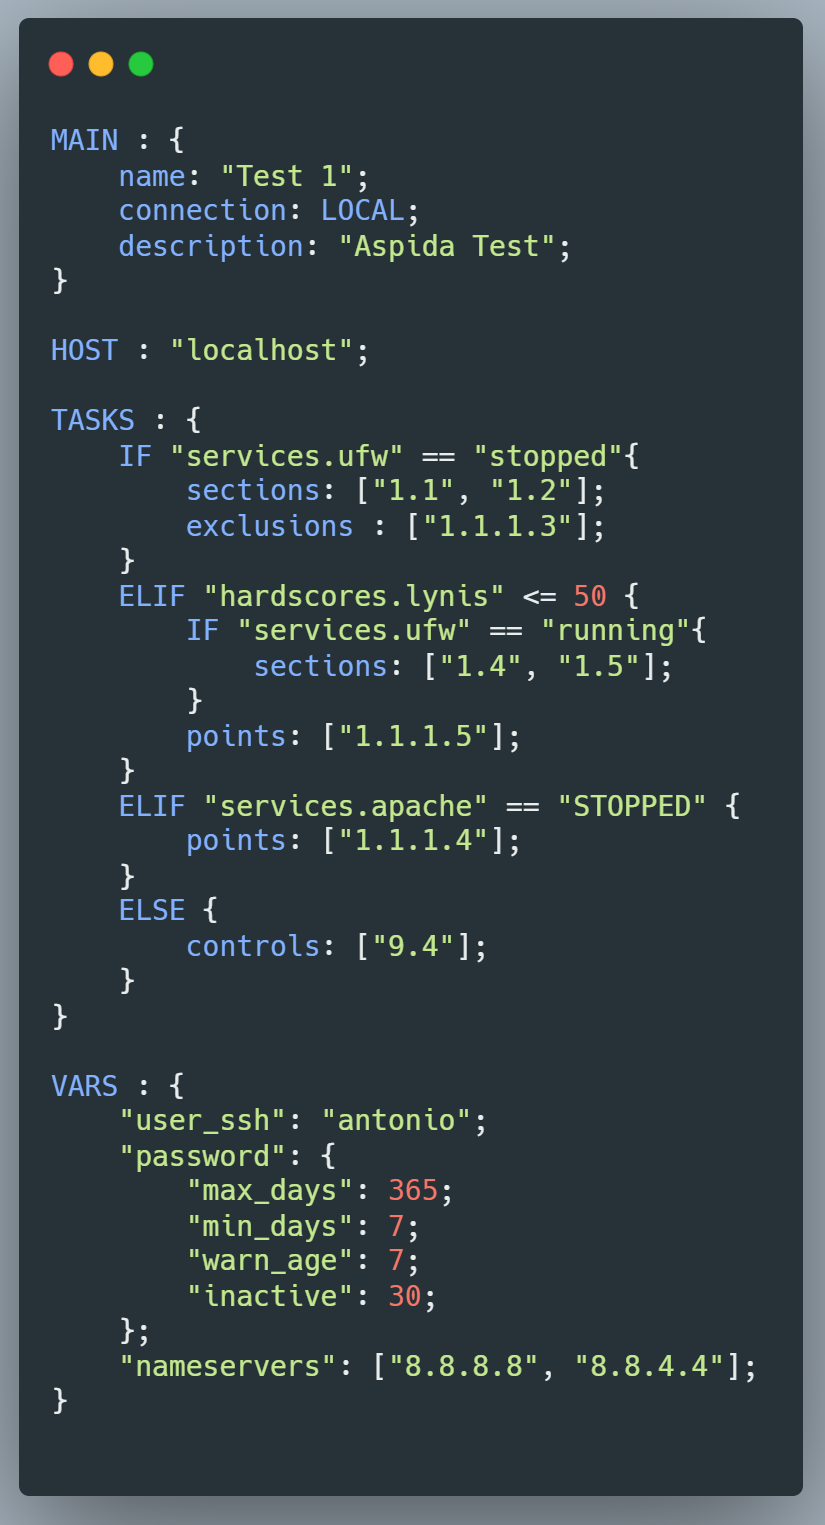 MAIN : {
    name: "Test 1";
    connection: LOCAL;
    description: "Aspida Test";
}

HOST : "localhost";

TASKS : {
    IF "services.ufw" == "stopped"{
        sections: ["1.1", "1.2"];
        exclusions : ["1.1.1.3"];
    }
    ELIF "hardscores.lynis" <= 50 {
        IF "services.ufw" == "running"{
            sections: ["1.4", "1.5"];
        }
        points: ["1.1.1.5"];
    }
    ELIF "services.apache" == "STOPPED" {
        points: ["1.1.1.4"];
    }
    ELSE {
        controls: ["9.4"];
    }
}

VARS : {
    "user_ssh": "antonio";
    "password": {
        "max_days": 365;
        "min_days": 7;
        "warn_age": 7;
        "inactive": 30;
    };
    "nameservers": ["8.8.8.8", "8.8.4.4"];
}